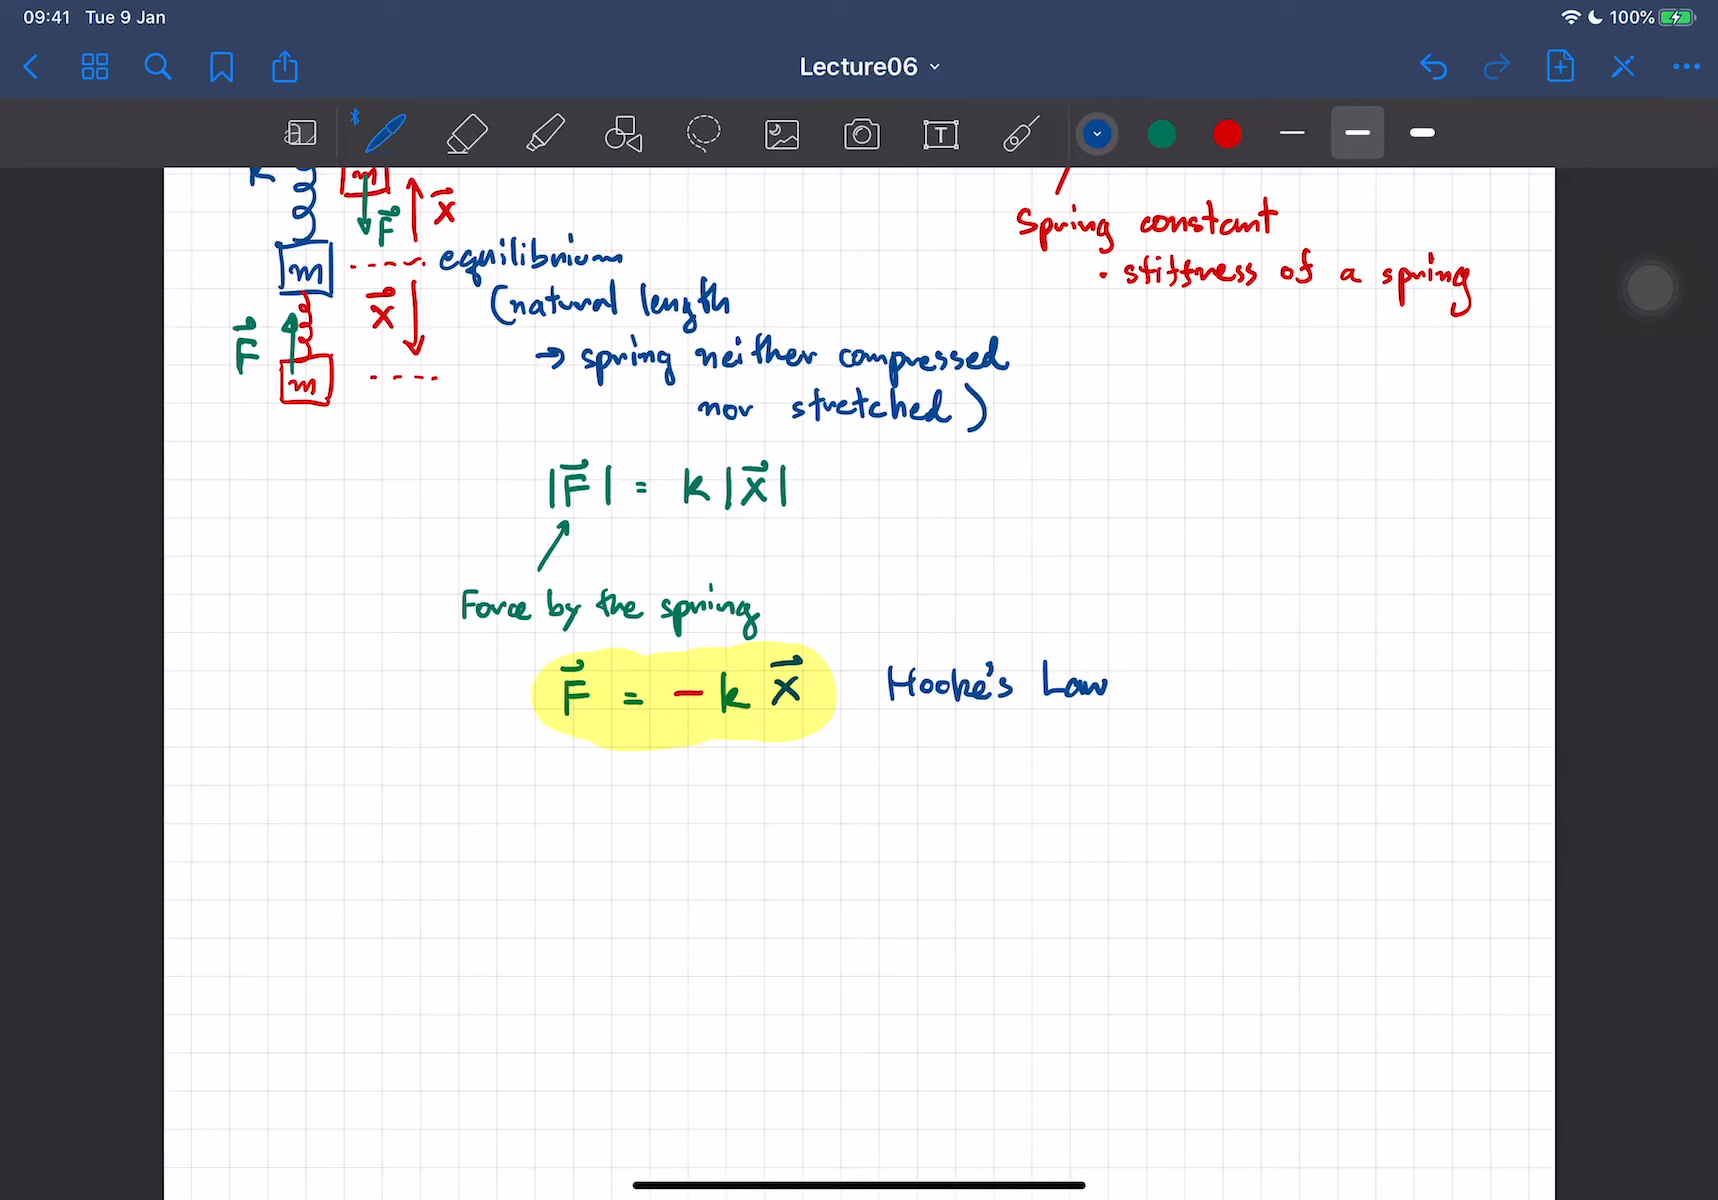 09:41 Tue 9 Jan
100%
Lecture06
T
k
m
F⃗
x⃗
Spring constant
• stiffness of a spring
m
equilibrium
x⃗
(natural length
F⃗
→ spring neither compressed
m
nor stretched)
|F⃗| = k |x⃗|
Force by the spring
F⃗ = - k x⃗
Hooke's Law